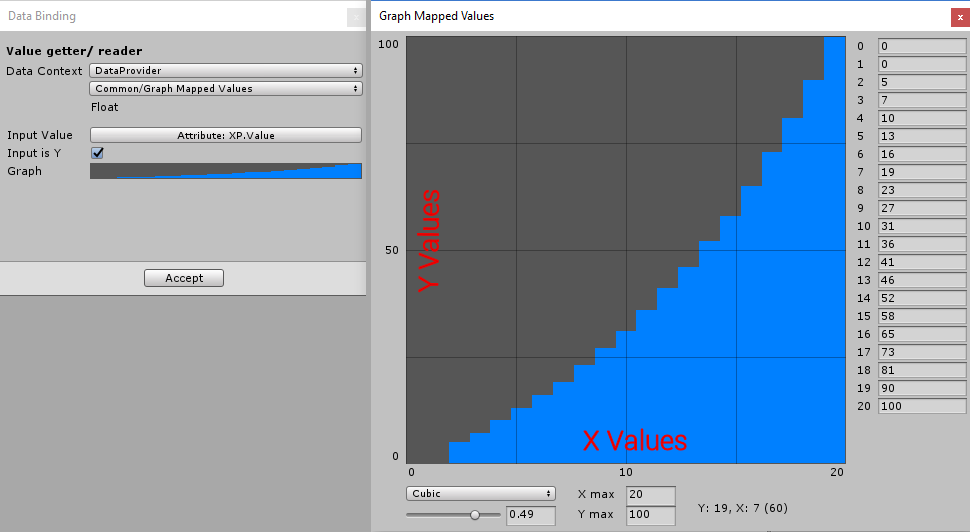 Data Binding
x
Value getter/ reader
Data Context
DataProvider
Common/Graph Mapped Values
Float
Input Value
Attribute: XP.Value
Input is Y
Graph
Accept
Graph Mapped Values
x
100
50
0
Y Values
X Values
0
10
20
Cubic
0.49
X max
20
Y max
100
Y: 19, X: 7 (60)
0 0
1 0
2 5
3 7
4 10
5 13
6 16
7 19
8 23
9 27
10 31
11 36
12 41
13 46
14 52
15 58
16 65
17 73
18 81
19 90
20 100